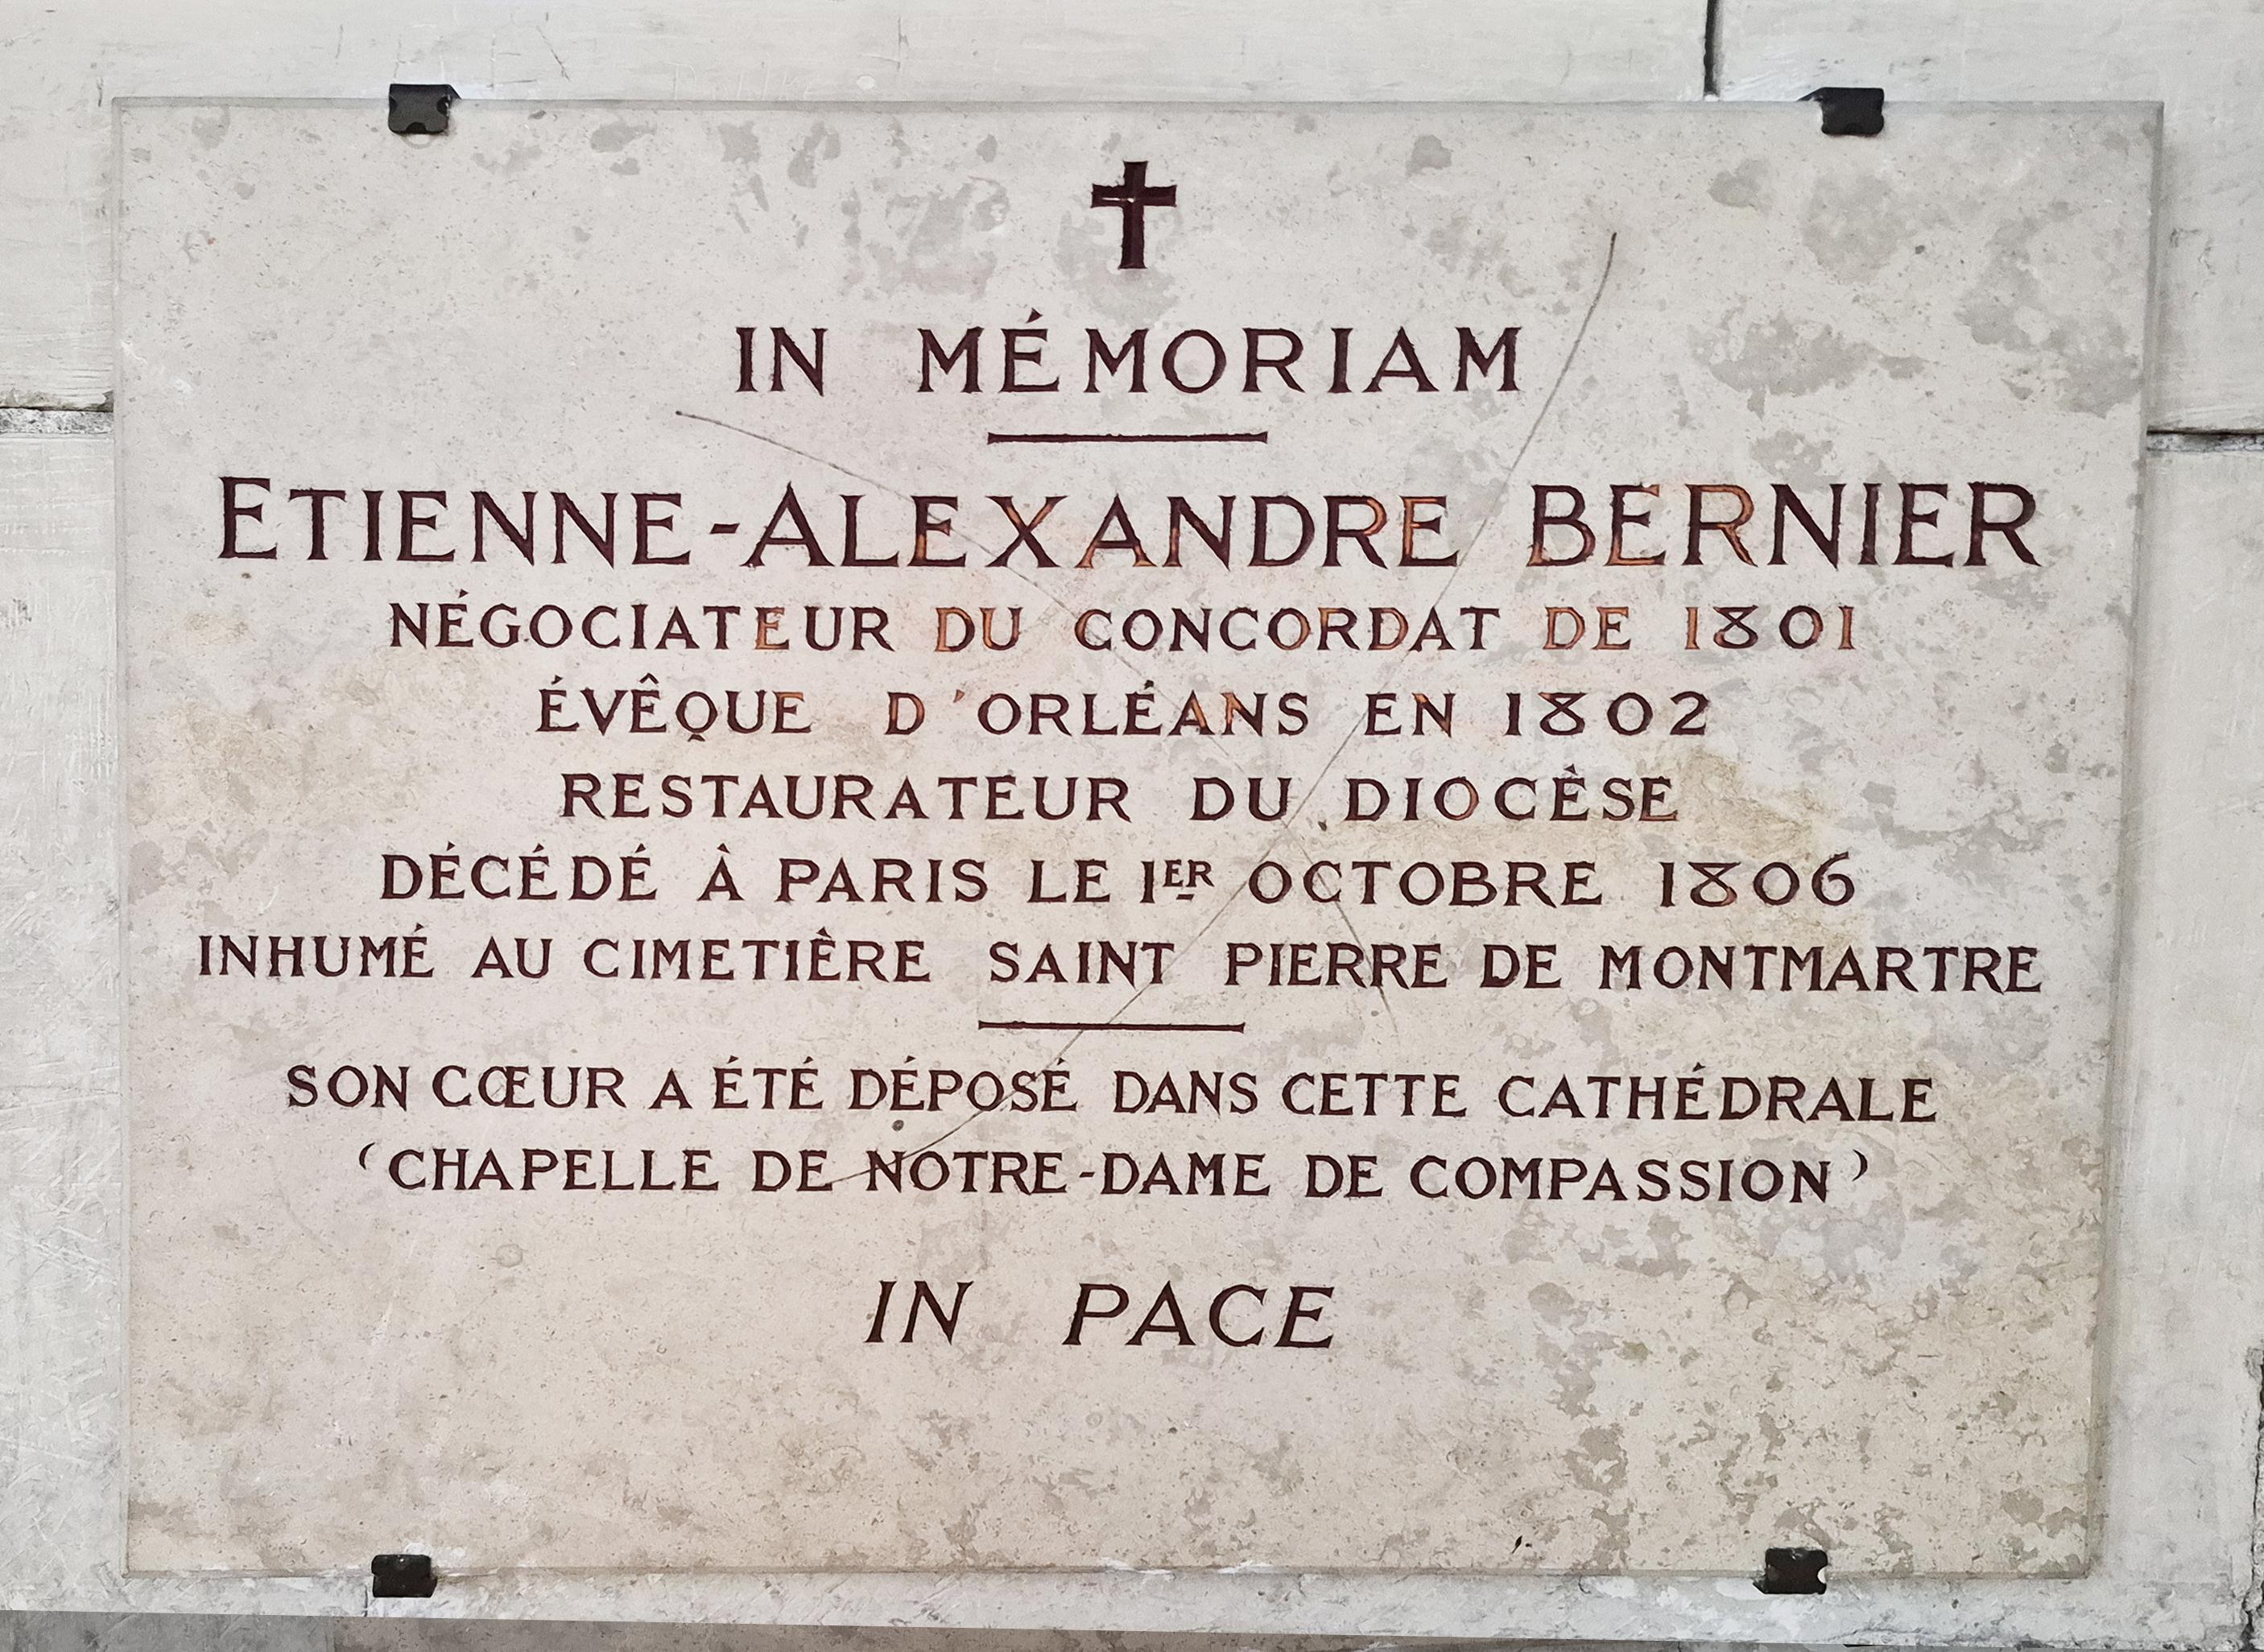 IN MÉMORIAM
ETIENNE-ALEXANDRE BERNIER
NÉGOCIATEUR DU CONCORDAT DE 1801
ÉVÊQUE D'ORLÉANS EN 1802
RESTAURATEUR DU DIOCÈSE
DÉCÉDÉ À PARIS LE 1ER OCTOBRE 1806
INHUMÉ AU CIMETIÈRE SAINT PIERRE DE MONTMARTRE
SON CŒUR A ÉTÉ DÉPOSÉ DANS CETTE CATHÉDRALE
(CHAPELLE DE NOTRE-DAME DE COMPASSION)
IN PACE